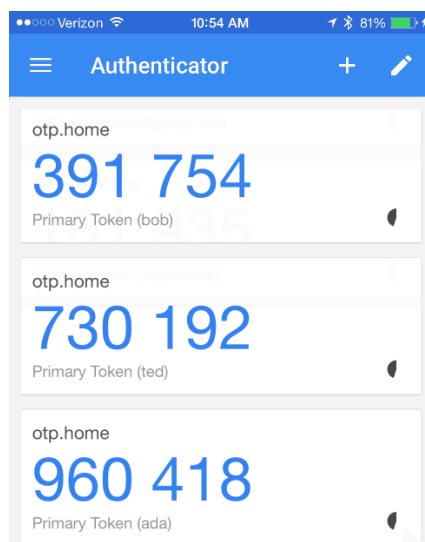 Verizon 10:54 AM 81%
Authenticator
otp.home
391 754
Primary Token (bob)
otp.home
730 192
Primary Token (ted)
otp.home
960 418
Primary Token (ada)